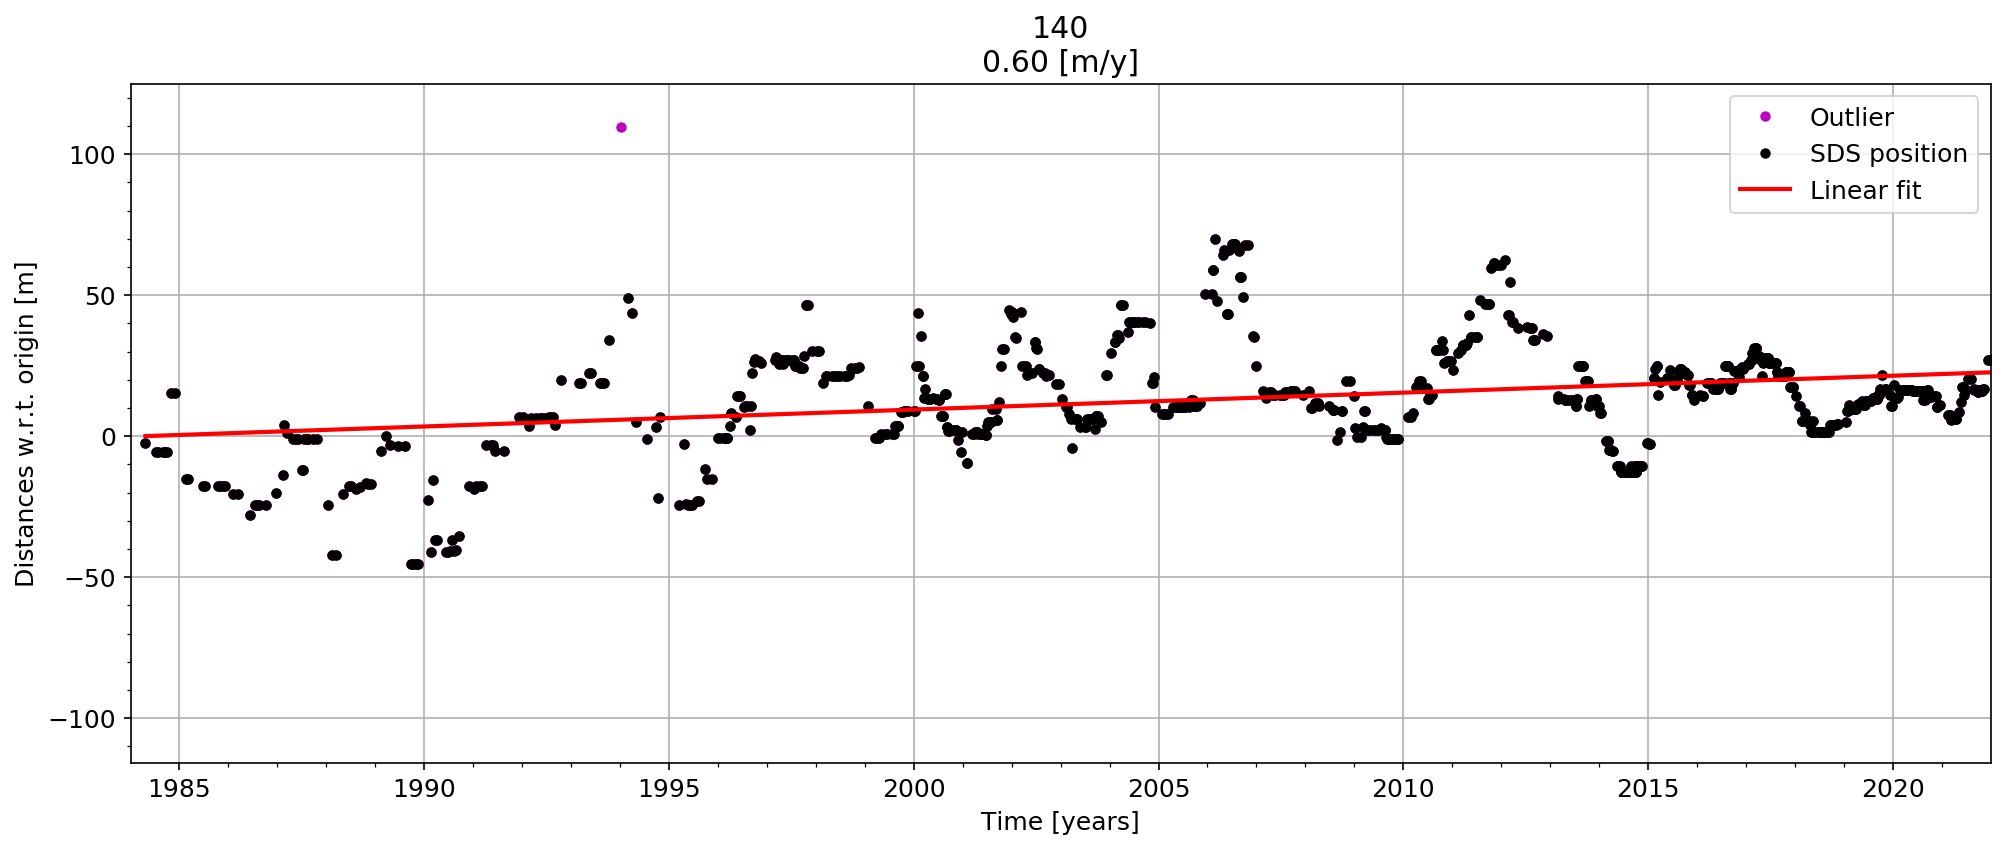 140
0.60 [m/y]
Outlier
SDS position
Linear fit
Distances w.r.t. origin [m]
100
50
0
−50
−100
1985 1990 1995 2000 2005 2010 2015 2020
Time [years]